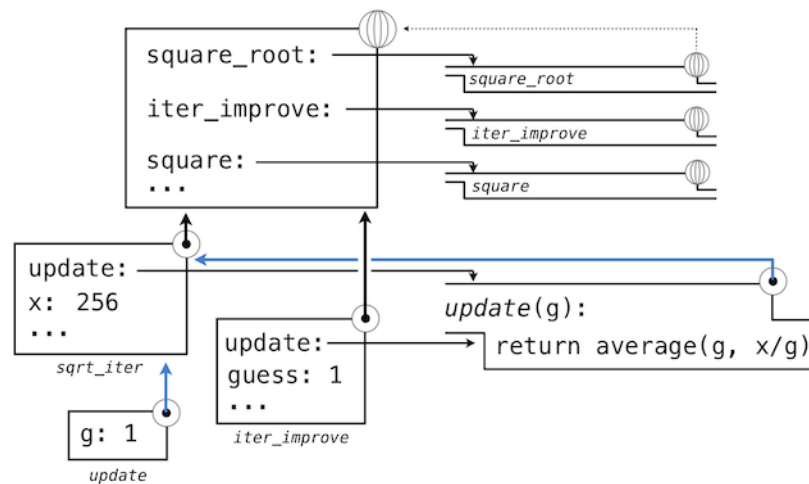 square_root:
square_root
iter_improve:
iter_improve
square:
square
...
update:
x: 256
...
sqrt_iter
update(g):
return average(g, x/g)
update:
guess: 1
...
iter_improve
g: 1
update